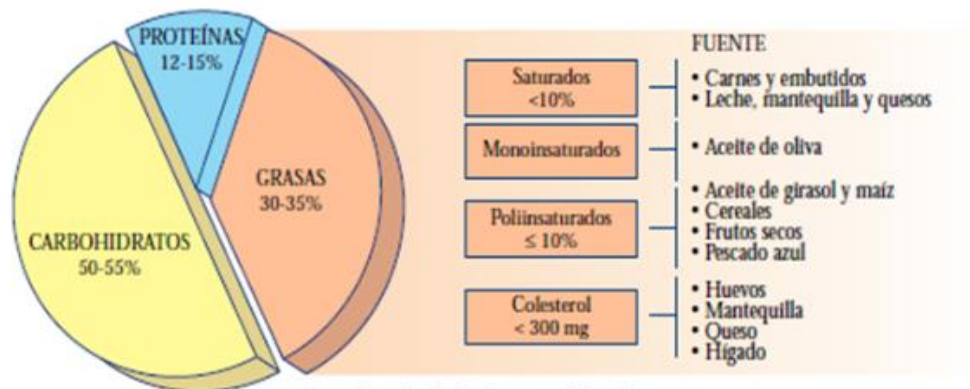 PROTEÍNAS
12-15%
GRASAS
30-35%
CARBOHIDRATOS
50-55%
FUENTE
Saturados
<10%
• Carnes y embutidos
• Leche, mantequilla y quesos
Monoinsaturados
• Aceite de oliva
Poliinsaturados
≤ 10%
• Aceite de girasol y maíz
• Cereales
• Frutos secos
• Pescado azul
Colesterol
< 300 mg
• Huevos
• Mantequilla
• Queso
• Hígado